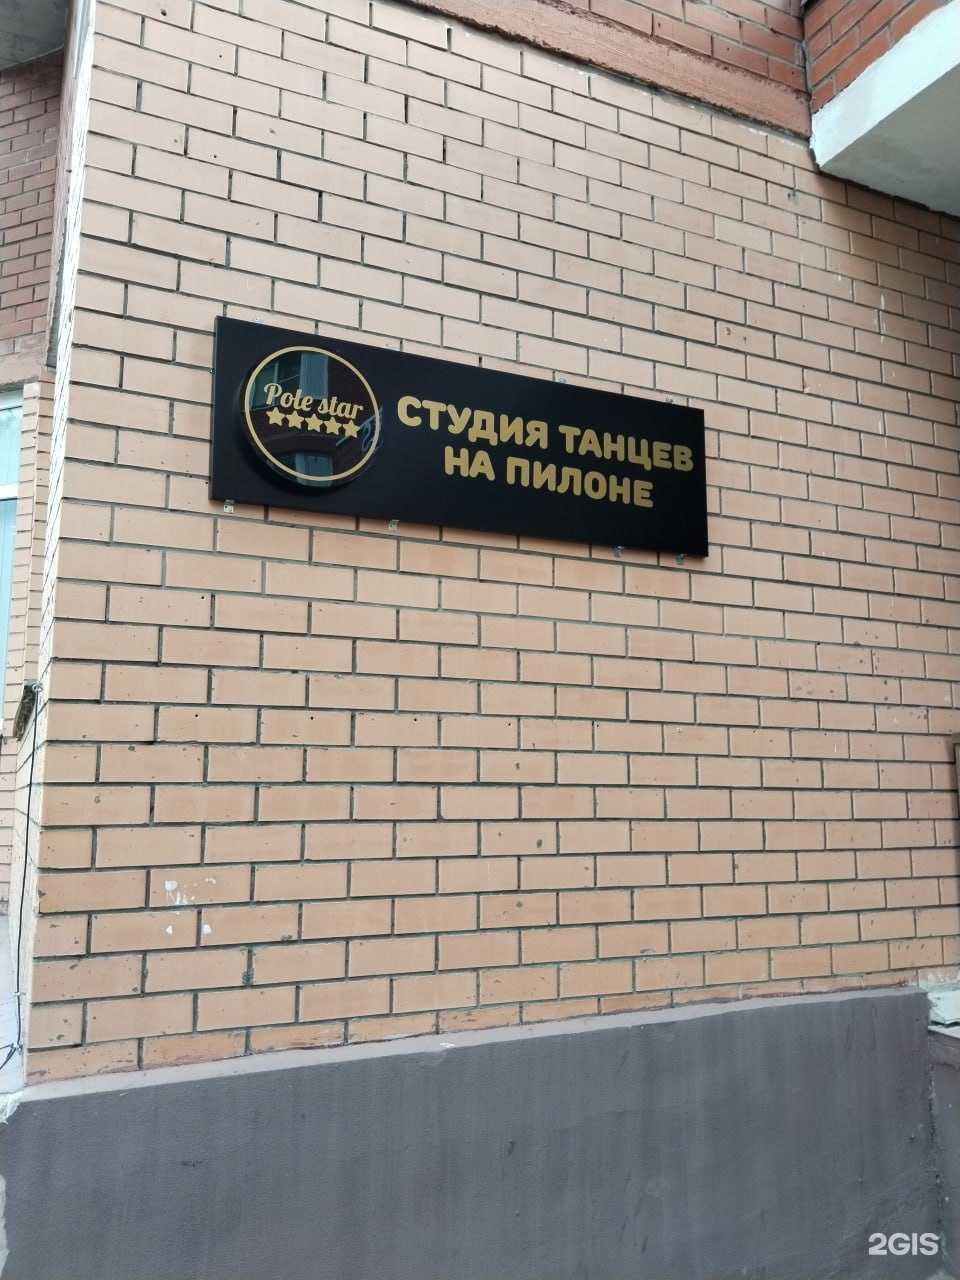 Pole star
СТУДИЯ ТАНЦЕВ
НА ПИЛОНЕ
2GIS